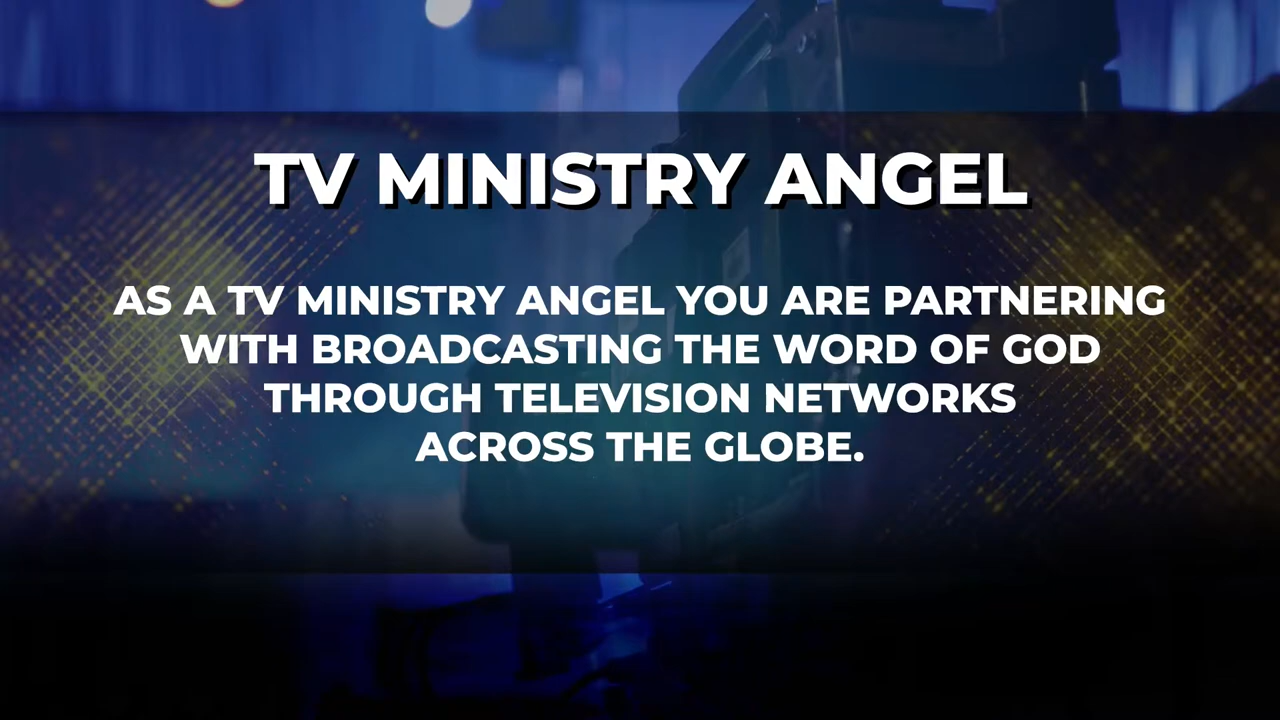 TV MINISTRY ANGEL
AS A TV MINISTRY ANGEL YOU ARE PARTNERING
WITH BROADCASTING THE WORD OF GOD
THROUGH TELEVISION NETWORKS
ACROSS THE GLOBE.